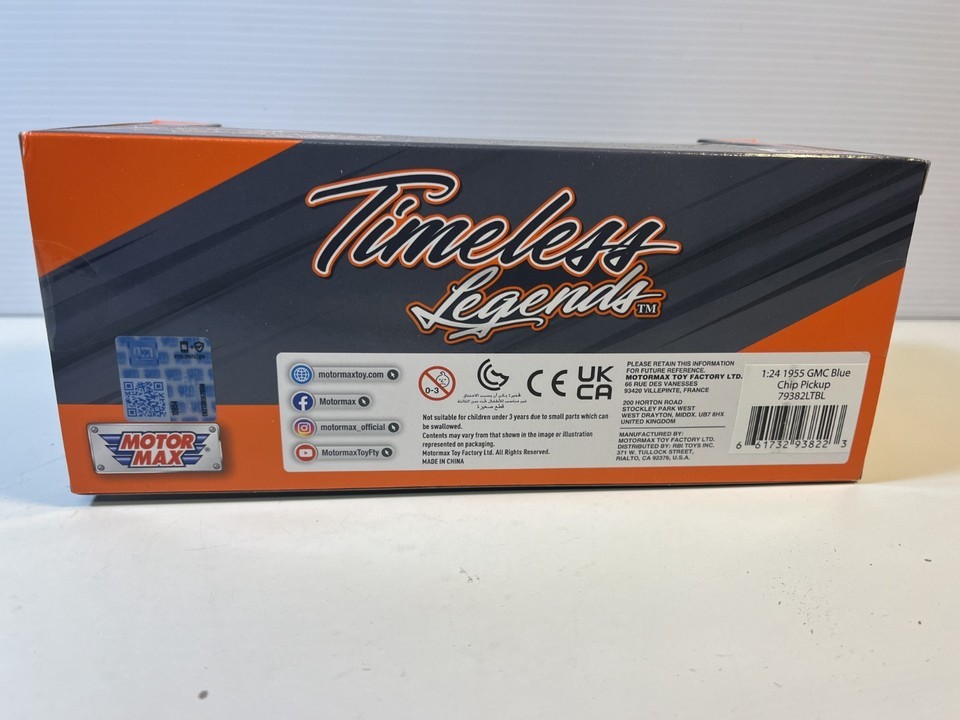 Timeless
Legends TM
motormaxtoy.com
Motormax
motormax_official
MotormaxToyFty
MOTOR
MAX
®
0-3
CE
UK
CA
Not suitable for children under 3 years due to small parts which can
be swallowed.
Contents may vary from that shown in the image or illustration
represented on packaging.
Motormax Toy Factory Ltd. All Rights Reserved.
MADE IN CHINA
PLEASE RETAIN THIS INFORMATION
FOR FUTURE REFERENCE.
MOTORMAX TOY FACTORY LTD.
66 RUE DES VANESSES
93420 VILLEPINTE, FRANCE
200 HORTON ROAD
STOCKLEY PARK WEST
WEST DRAYTON, MIDDX, UB7 8HX
UNITED KINGDOM
MANUFACTURED BY:
MOTORMAX TOY FACTORY LTD.
DISTRIBUTED BY: RBI TOYS INC.
371 W. TULLOCK STREET,
RIALTO, CA 92376, U.S.A.
1:24 1955 GMC Blue
Chip Pickup
79382LTBL
6 61732 93822 3